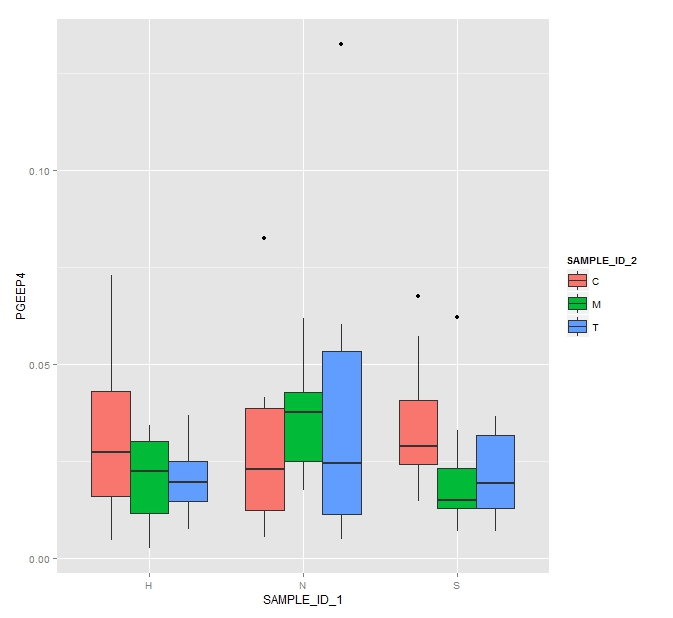 PGEEP4
0.10
0.05
0.00
H N S
SAMPLE_ID_1
SAMPLE_ID_2
C
M
T